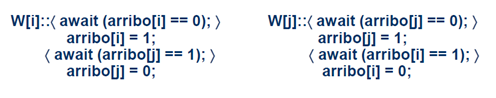 W[i]::⟨ await (arribo[i] == 0); ⟩
arribo[i] = 1;
⟨ await (arribo[j] == 1); ⟩
arribo[j] = 0;
W[j]::⟨ await (arribo[j] == 0); ⟩
arribo[j] = 1;
⟨ await (arribo[i] == 1); ⟩
arribo[i] = 0;